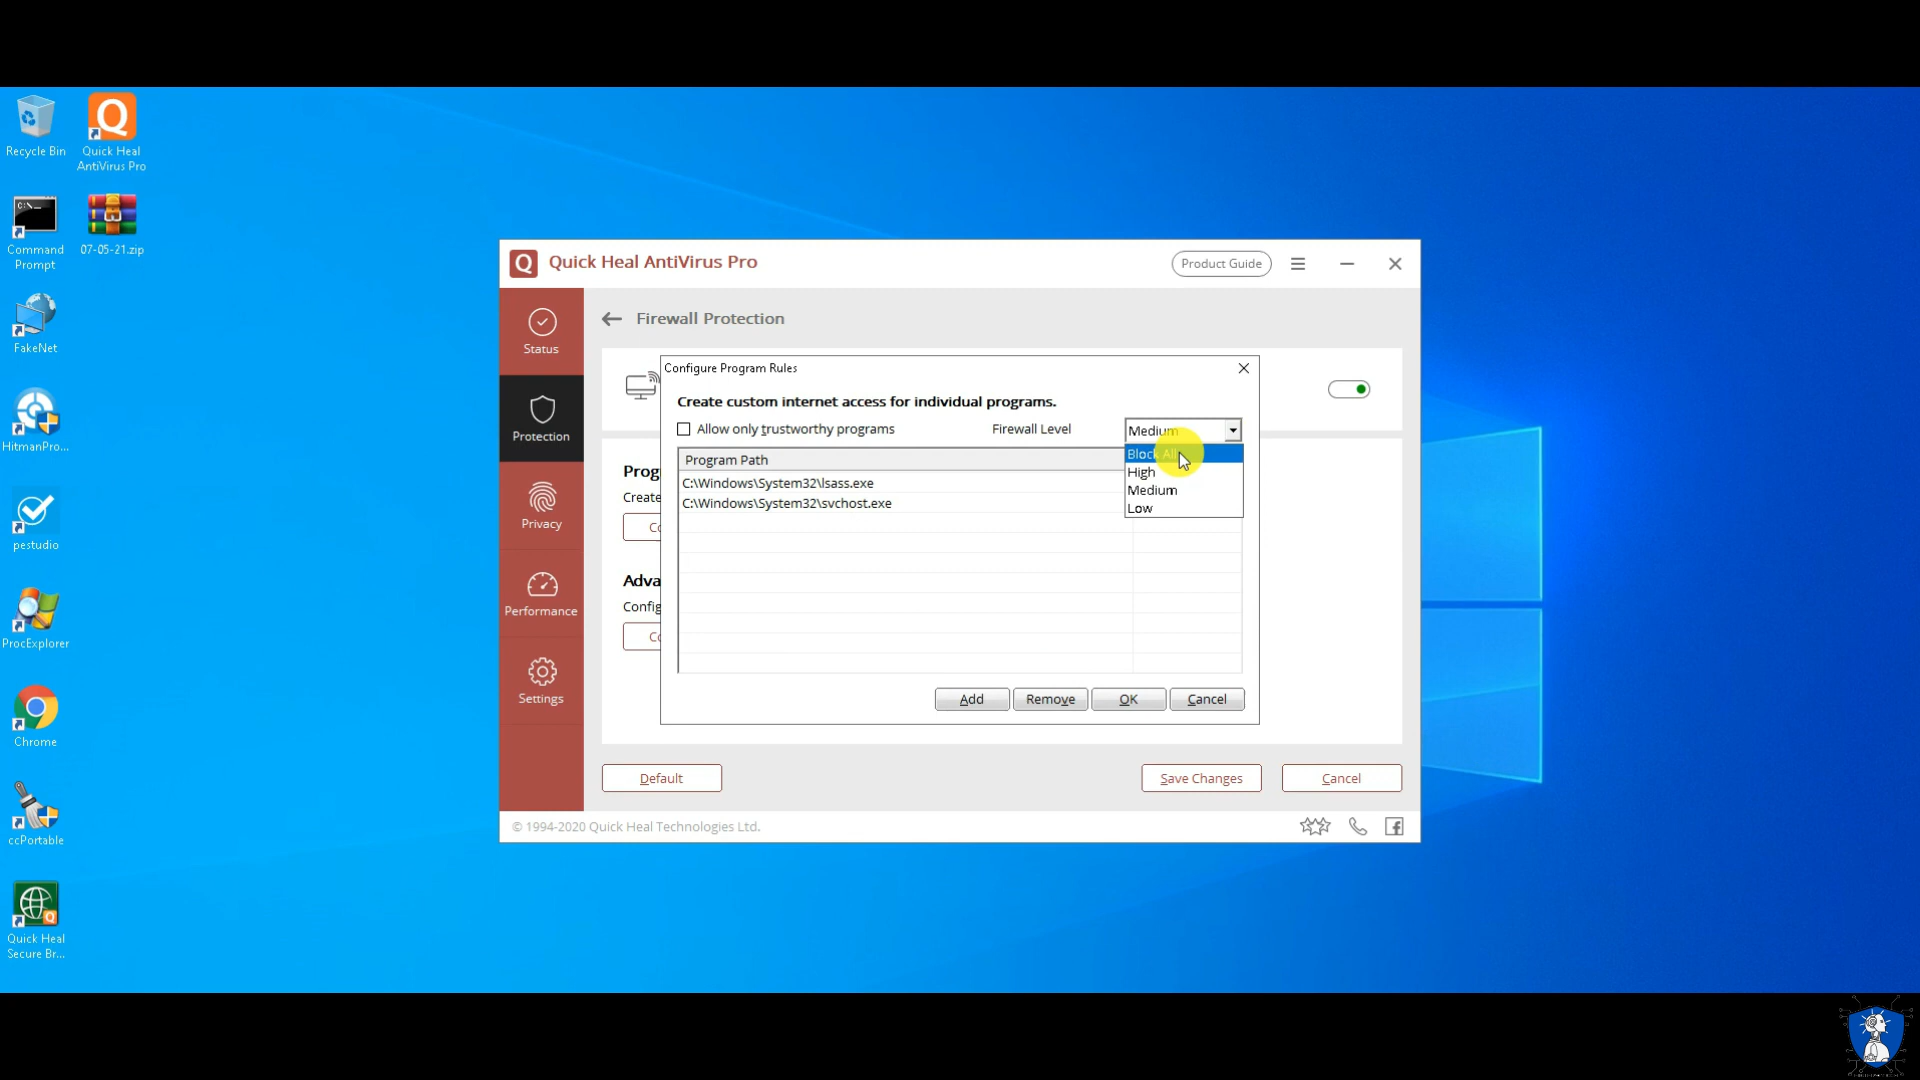 Recycle Bin
Quick Heal
AntiVirus Pro
Command
Prompt
07-05-21.zip
FakeNet
HitmanPro...
pestudio
ProcExplorer
Chrome
ccPortable
Quick Heal
Secure Br...
Quick Heal AntiVirus Pro
Product Guide
Status
Protection
Privacy
Performance
Settings
Firewall Protection
Configure Program Rules
Create custom internet access for individual programs.
Allow only trustworthy programs
Firewall Level
Medium
Block All
High
Medium
Low
Program Path
C:\Windows\System32\lsass.exe
C:\Windows\System32\svchost.exe
Prog
Create
Co
Adva
Config
Co
Add
Remove
OK
Cancel
Default
Save Changes
Cancel
© 1994-2020 Quick Heal Technologies Ltd.